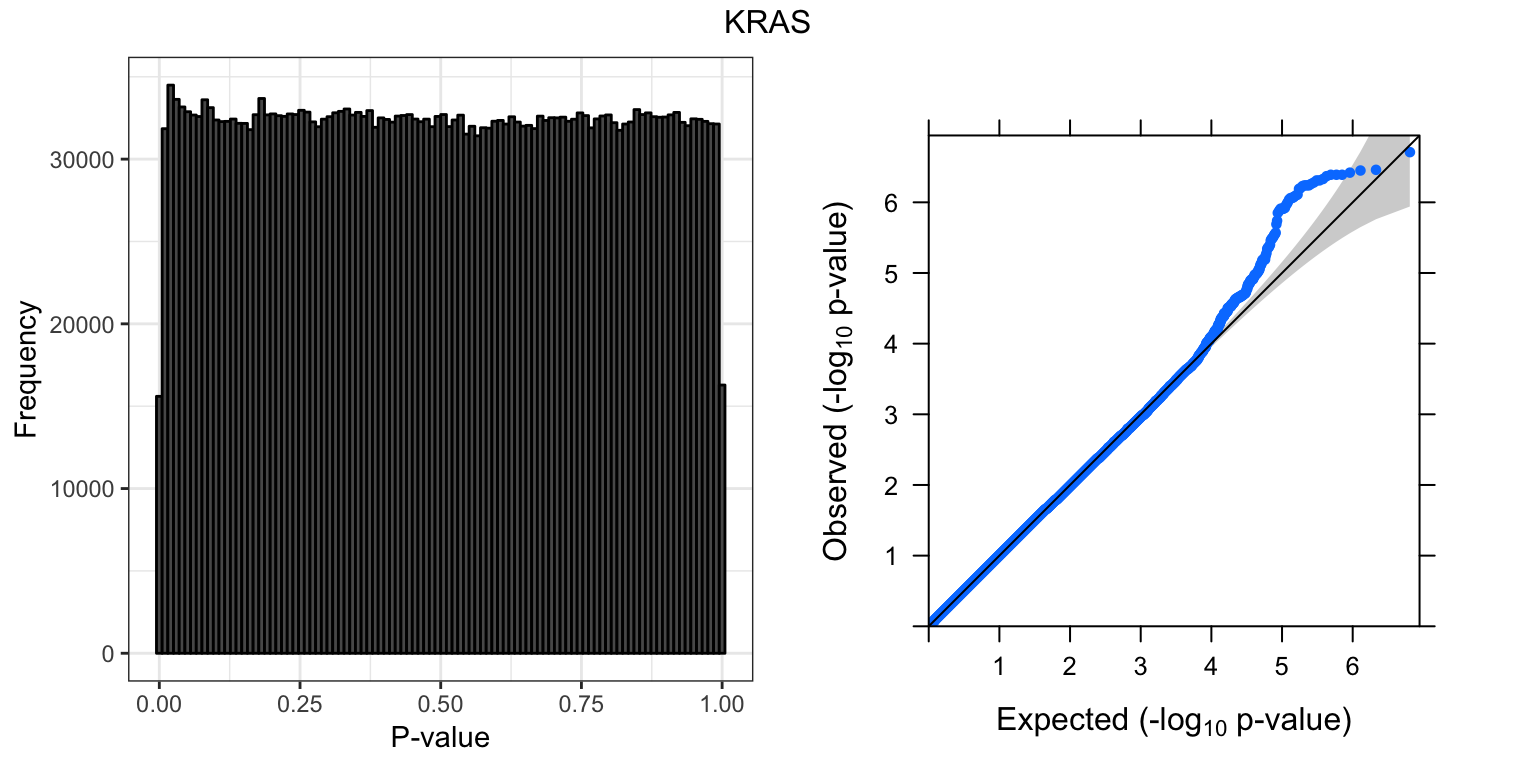 KRAS
Frequency
30000
20000
10000
0
0.00 0.25 0.50 0.75 1.00
P-value
Observed (-log10 p-value)
6
5
4
3
2
1
1 2 3 4 5 6
Expected (-log10 p-value)